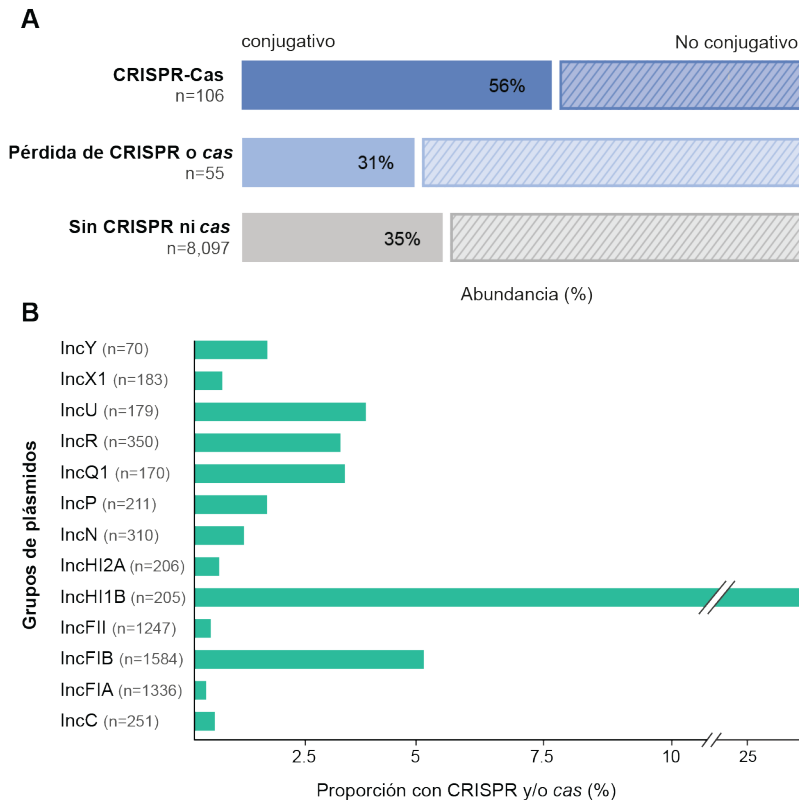 A
conjugativo
No conjugativo
CRISPR-Cas
n=106
56%
Pérdida de CRISPR o cas
n=55
31%
Sin CRISPR ni cas
n=8,097
35%
Abundancia (%)
B
Grupos de plásmidos
IncY (n=70)
IncX1 (n=183)
IncU (n=179)
IncR (n=350)
IncQ1 (n=170)
IncP (n=211)
IncN (n=310)
IncHI2A (n=206)
IncHI1B (n=205)
IncFII (n=1247)
IncFIB (n=1584)
IncFIA (n=1336)
IncC (n=251)
2.5 5 7.5 10 25
Proporción con CRISPR y/o cas (%)